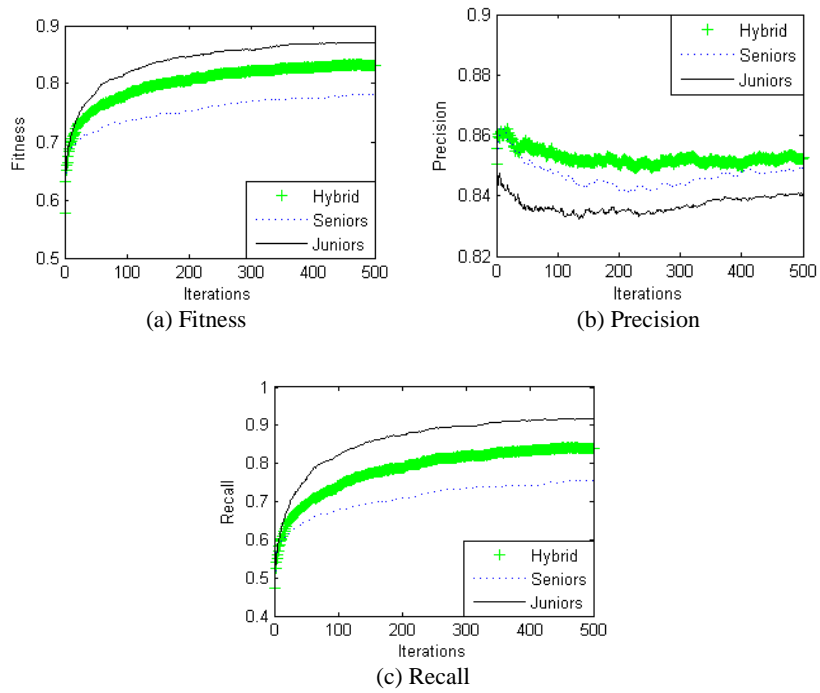 0.9
0.8
0.7
0.6
0.5
Fitness
Hybrid
Seniors
Juniors
0 100 200 300 400 500
Iterations
(a) Fitness
0.9
0.88
0.86
0.84
0.82
Precision
Hybrid
Seniors
Juniors
0 100 200 300 400 500
Iterations
(b) Precision
1
0.9
0.8
0.7
0.6
0.5
0.4
Recall
Hybrid
Seniors
Juniors
0 100 200 300 400 500
Iterations
(c) Recall